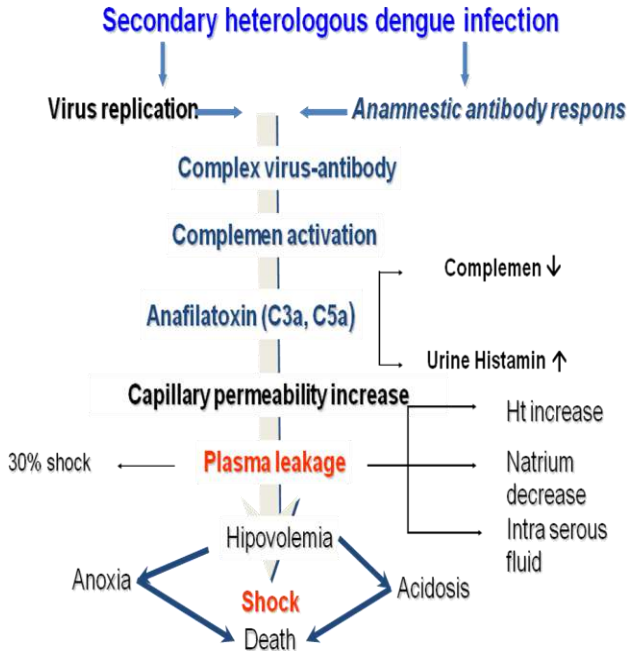 Secondary heterologous dengue infection
Virus replication
Anamnestic antibody respons
Complex virus-antibody
Complemen activation
Complemen ↓
Anafilatoxin (C3a, C5a)
Urine Histamin ↑
Capillary permeability increase
Ht increase
30% shock
Plasma leakage
Natrium
decrease
Intra serous
fluid
Hipovolemia
Anoxia
Acidosis
Shock
Death